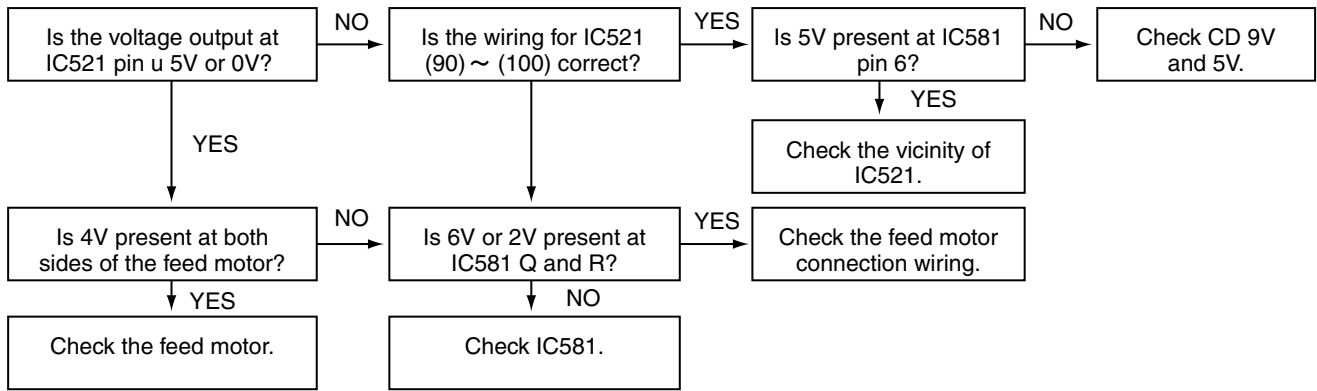 Is the voltage output at
IC521 pin u 5V or 0V?
NO
Is the wiring for IC521
(90) ~ (100) correct?
YES
Is 5V present at IC581
pin 6?
NO
Check CD 9V
and 5V.
YES
YES
Check the vicinity of
IC521.
Is 4V present at both
sides of the feed motor?
NO
Is 6V or 2V present at
IC581 Q and R?
YES
Check the feed motor
connection wiring.
YES
NO
Check the feed motor.
Check IC581.